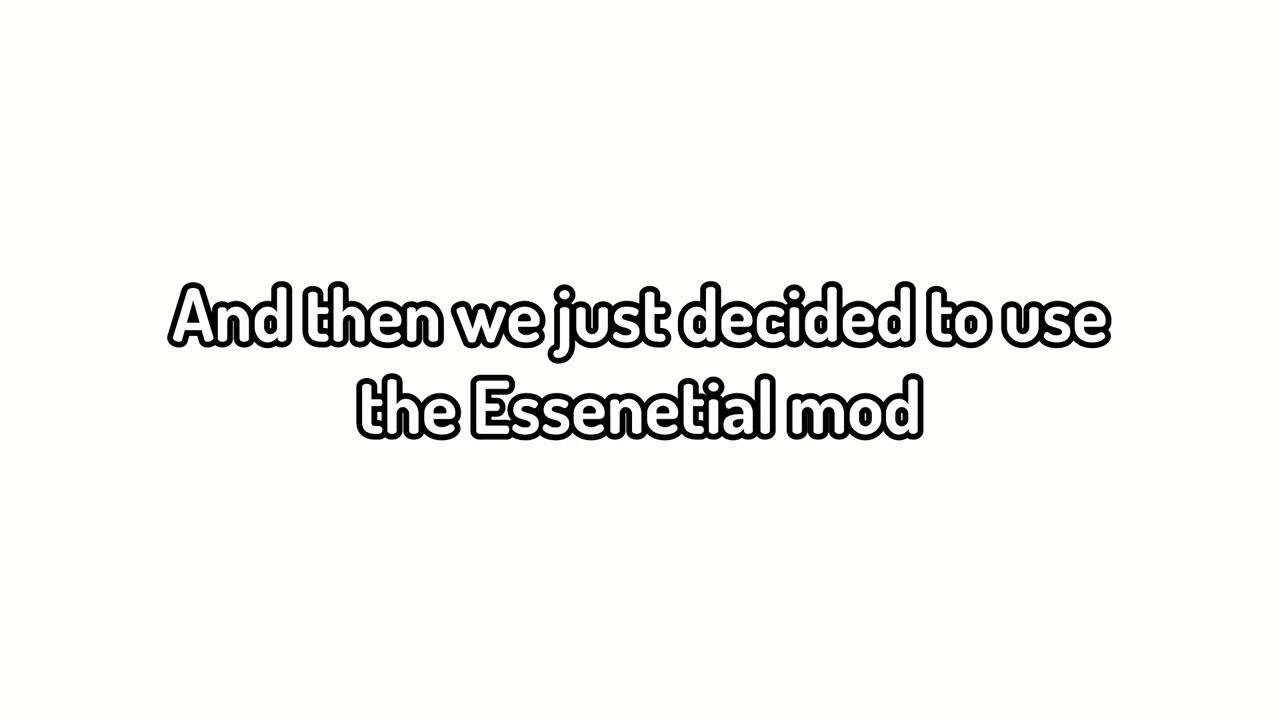 And then we just decided to use
the Essenetial mod